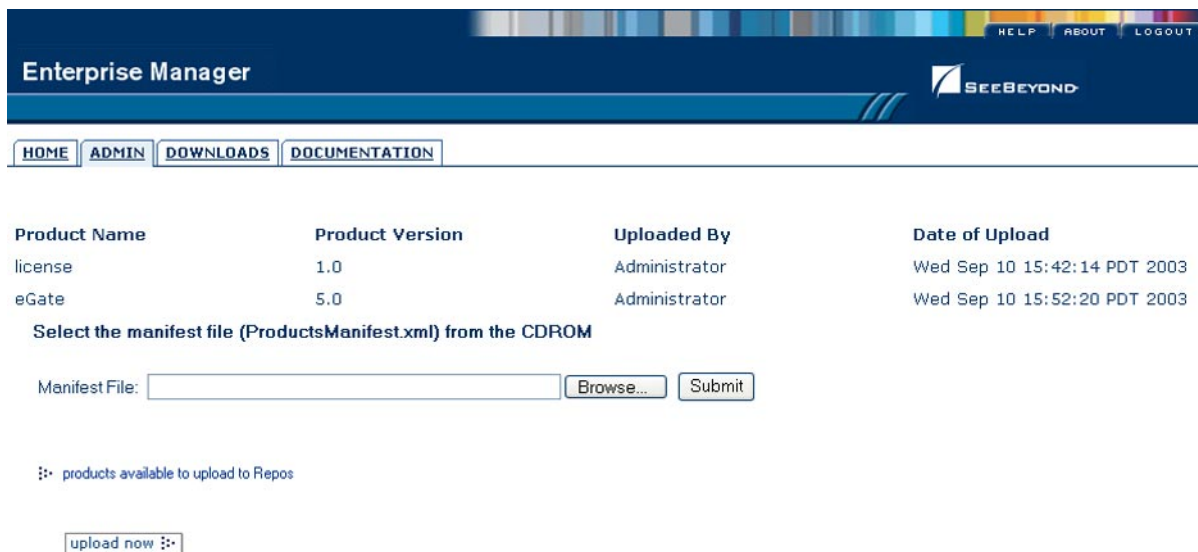 HELP ABOUT LOGOUT
Enterprise Manager
SEEBEYOND
HOME ADMIN DOWNLOADS DOCUMENTATION
Product Name Product Version Uploaded By Date of Upload
license 1.0 Administrator Wed Sep 10 15:42:14 PDT 2003
eGate 5.0 Administrator Wed Sep 10 15:52:20 PDT 2003
Select the manifest file (ProductsManifest.xml) from the CDROM
Manifest File: Browse... Submit
products available to upload to Repos
upload now